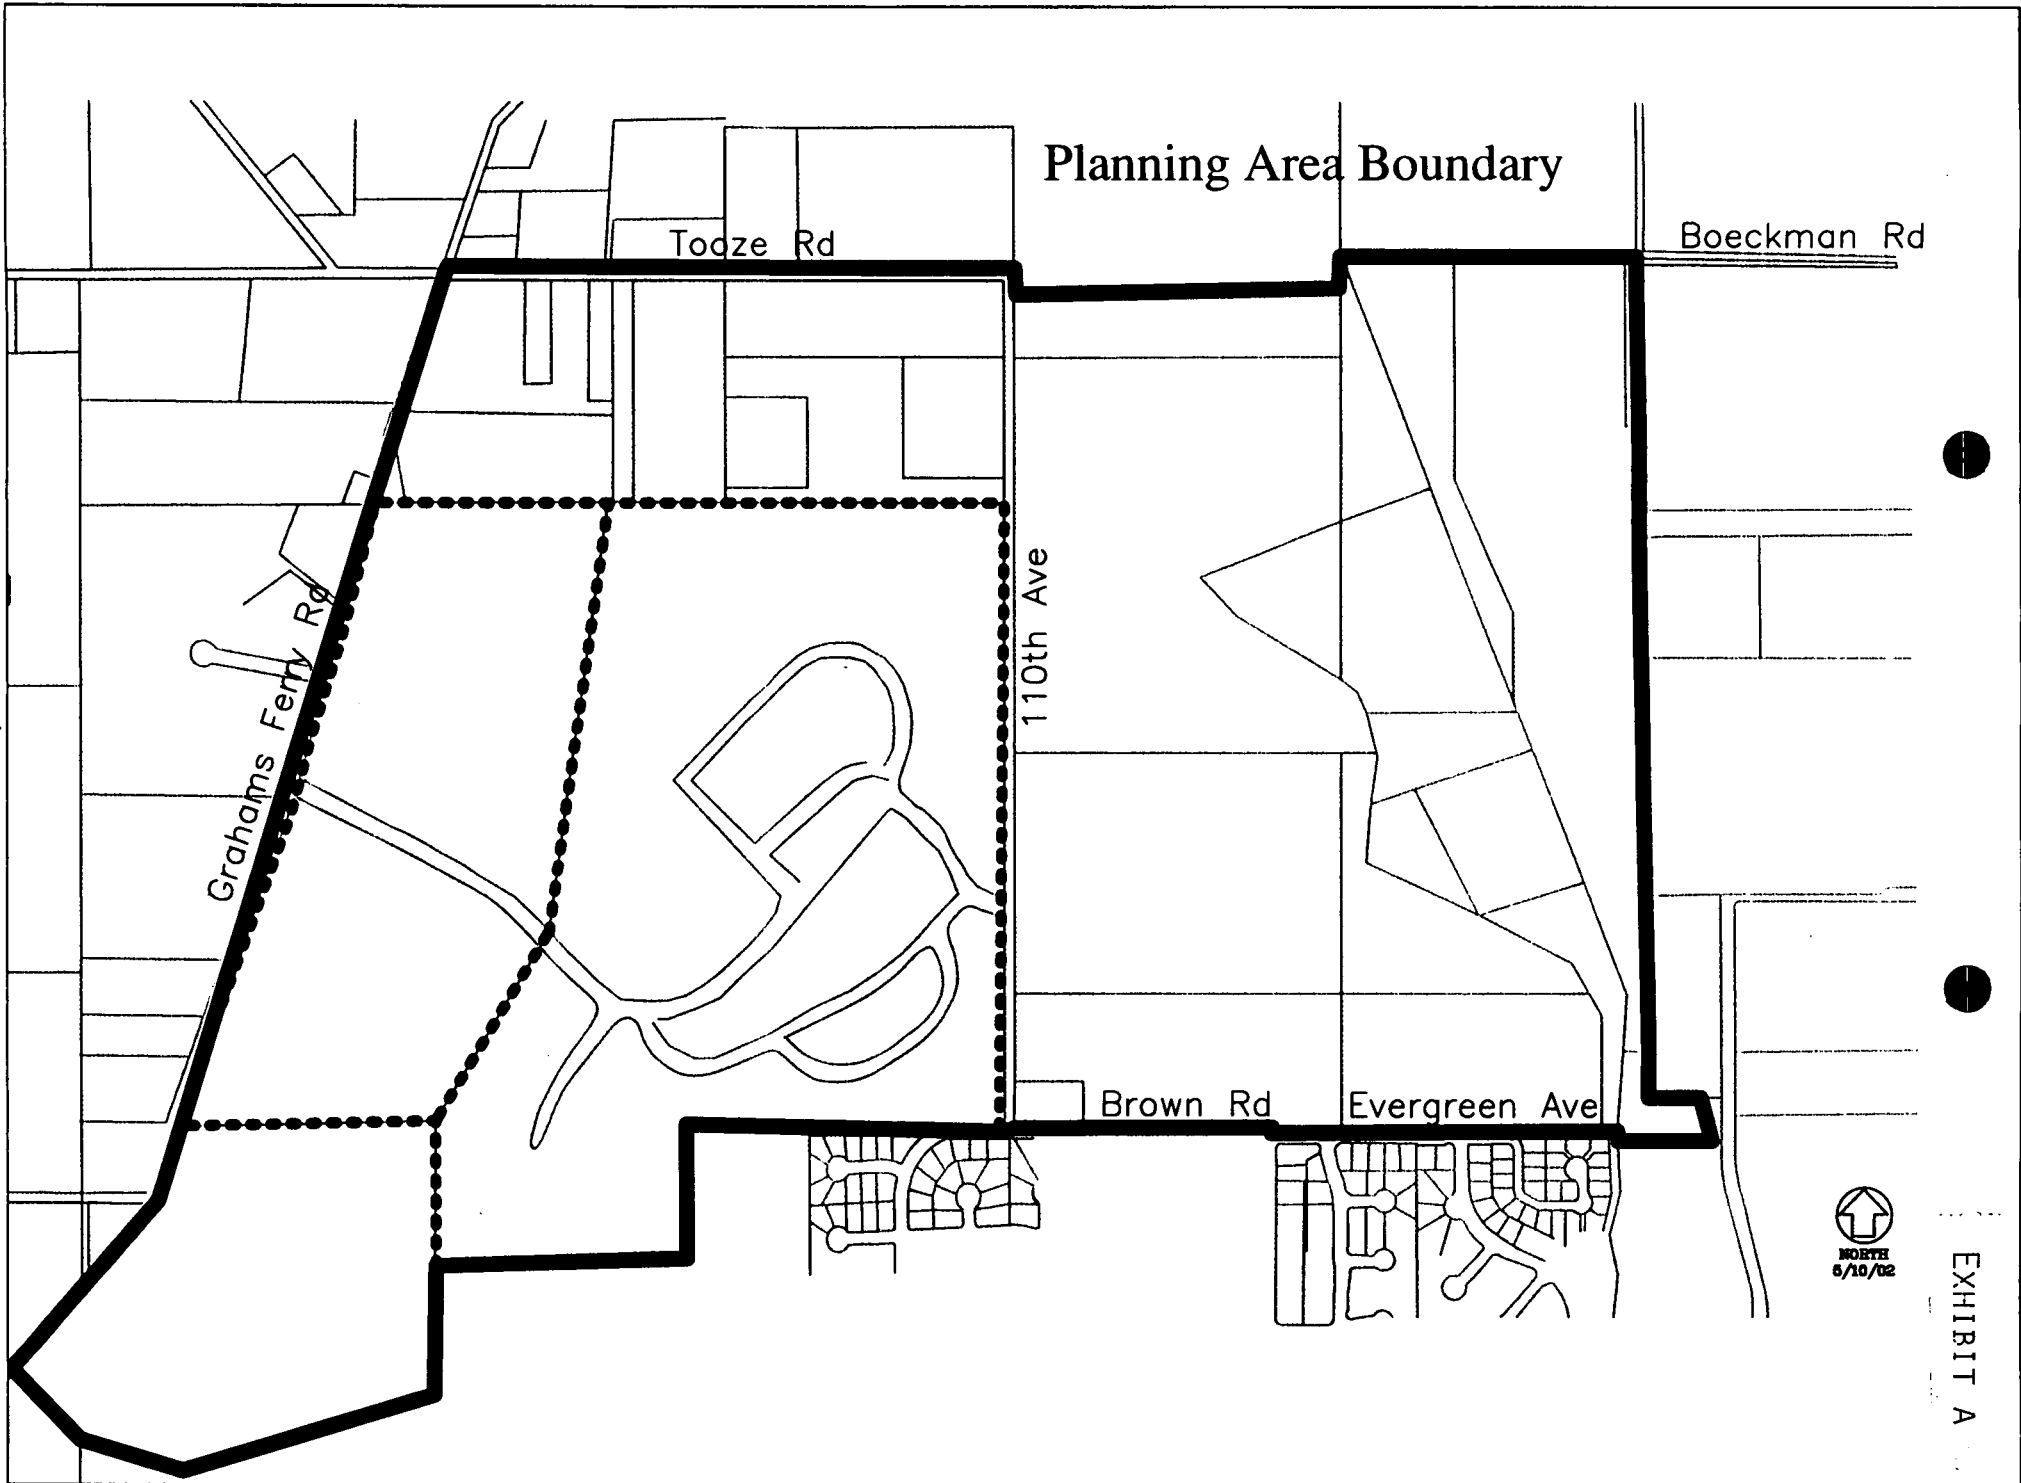 Planning Area Boundary
Boeckman Rd
Tooze Rd
110th Ave
Grahams Ferry Rd
Brown Rd
Evergreen Ave
NORTH
5/10/02
EXHIBIT A